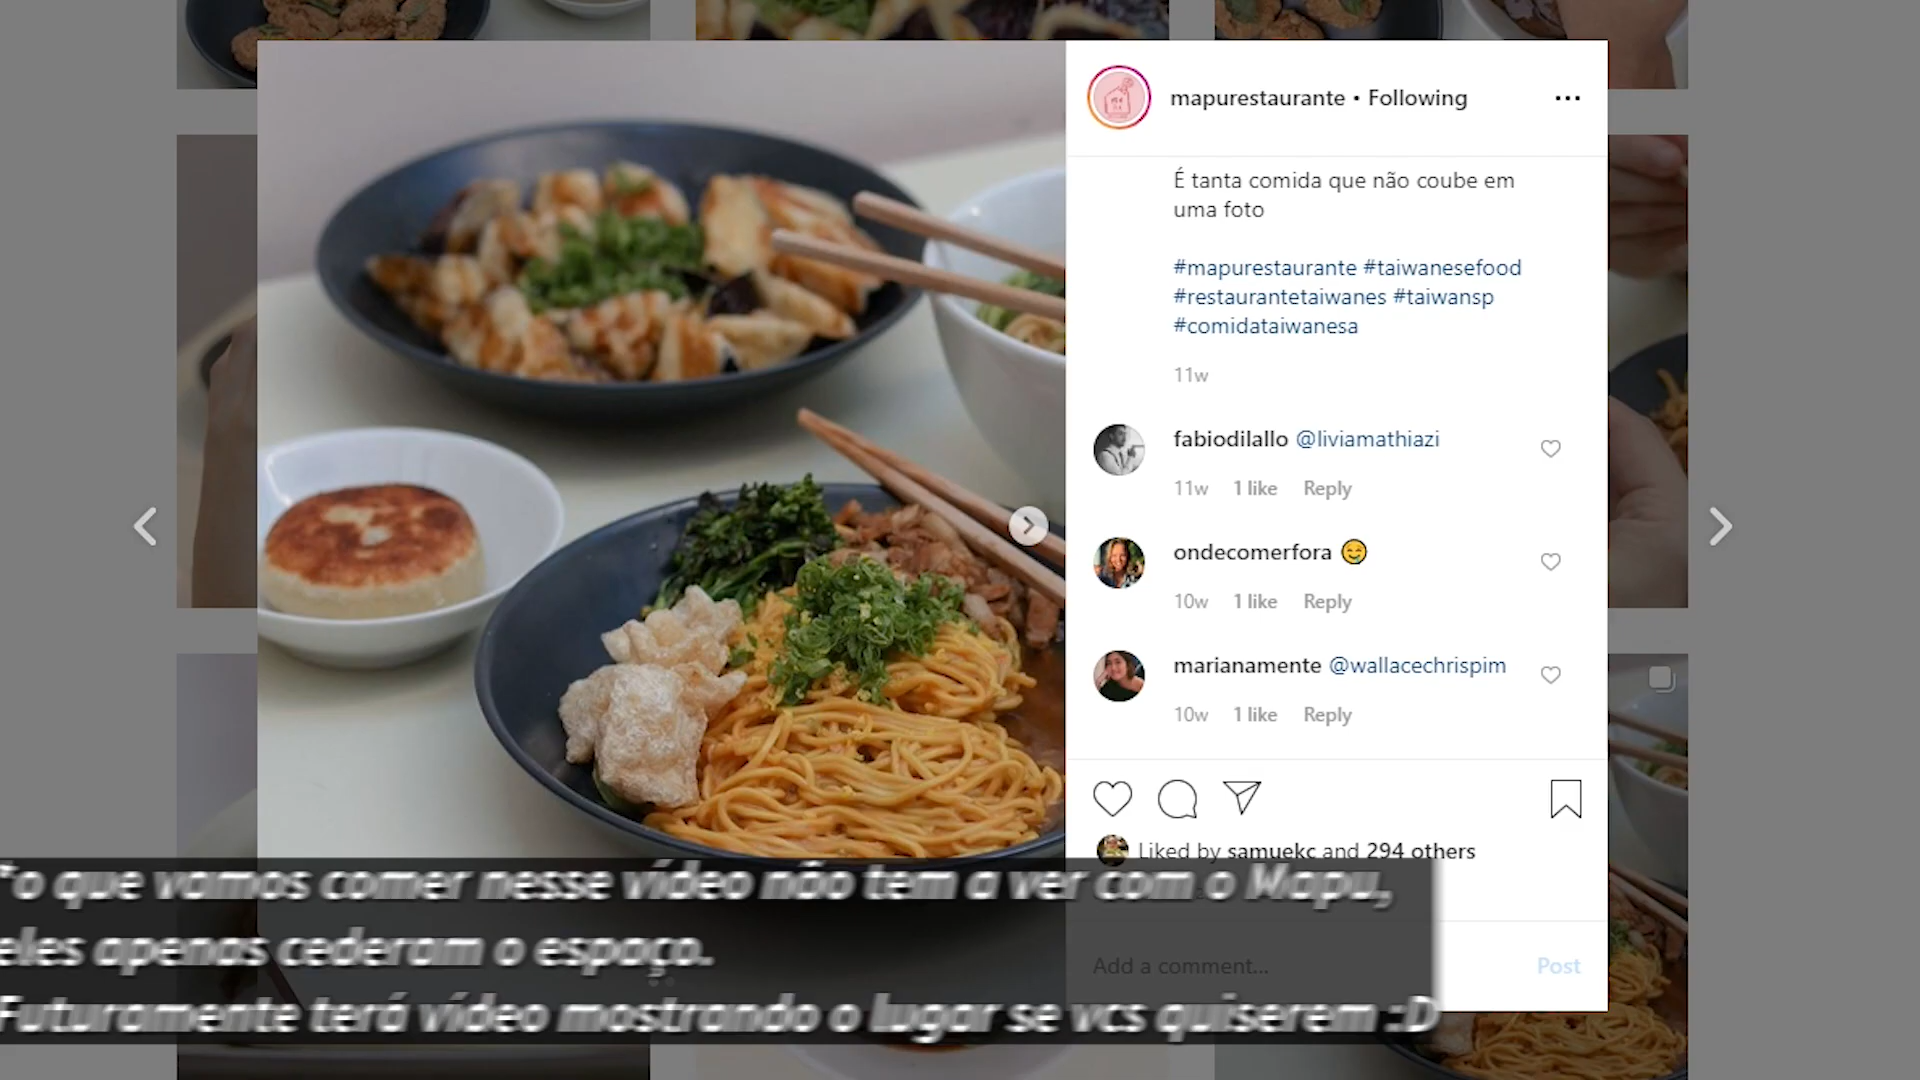 mapurestaurante • Following
É tanta comida que não coube em
uma foto
#mapurestaurante #taiwanesefood
#restaurantetaiwanes #taiwansp
#comidataiwanesa
11w
fabiodilallo @liviamathiazi
11w 1 like Reply
ondecomerfora
10w 1 like Reply
marianamente @wallacechrispim
10w 1 like Reply
Liked by samuekc and 294 others
*o que vamos comer nesse vídeo não tem a ver com o Mapu,
eles apenas cederam o espaço.
Add a comment... Post
Futuramente terá vídeo mostrando o lugar se vcs quiserem :D